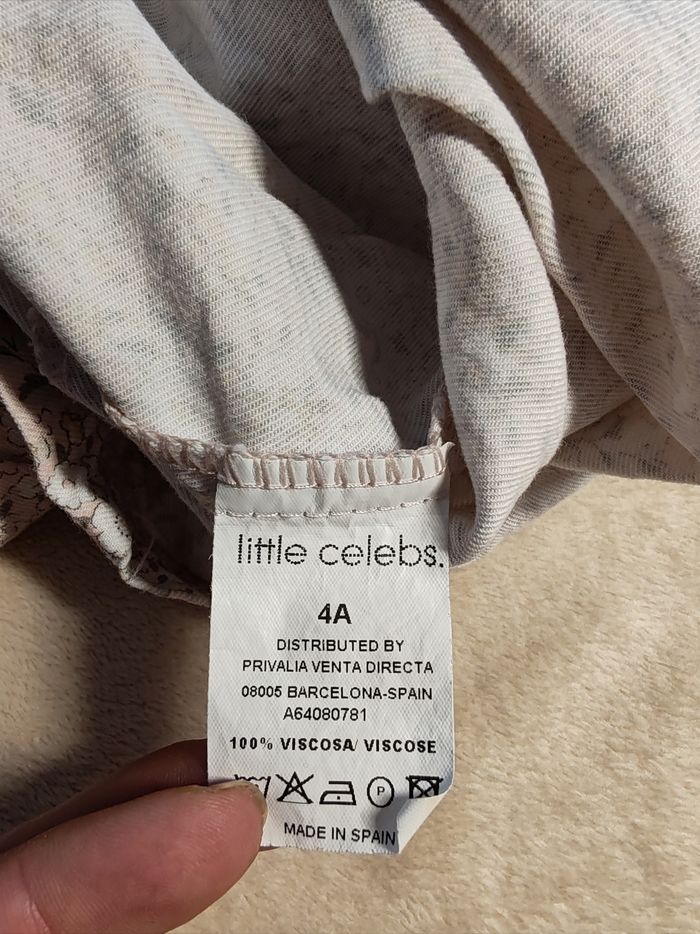 little celebs.
4A
DISTRIBUTED BY
PRIVALIA VENTA DIRECTA
08005 BARCELONA-SPAIN
A64080781
100% VISCOSA/ VISCOSE
P
MADE IN SPAIN